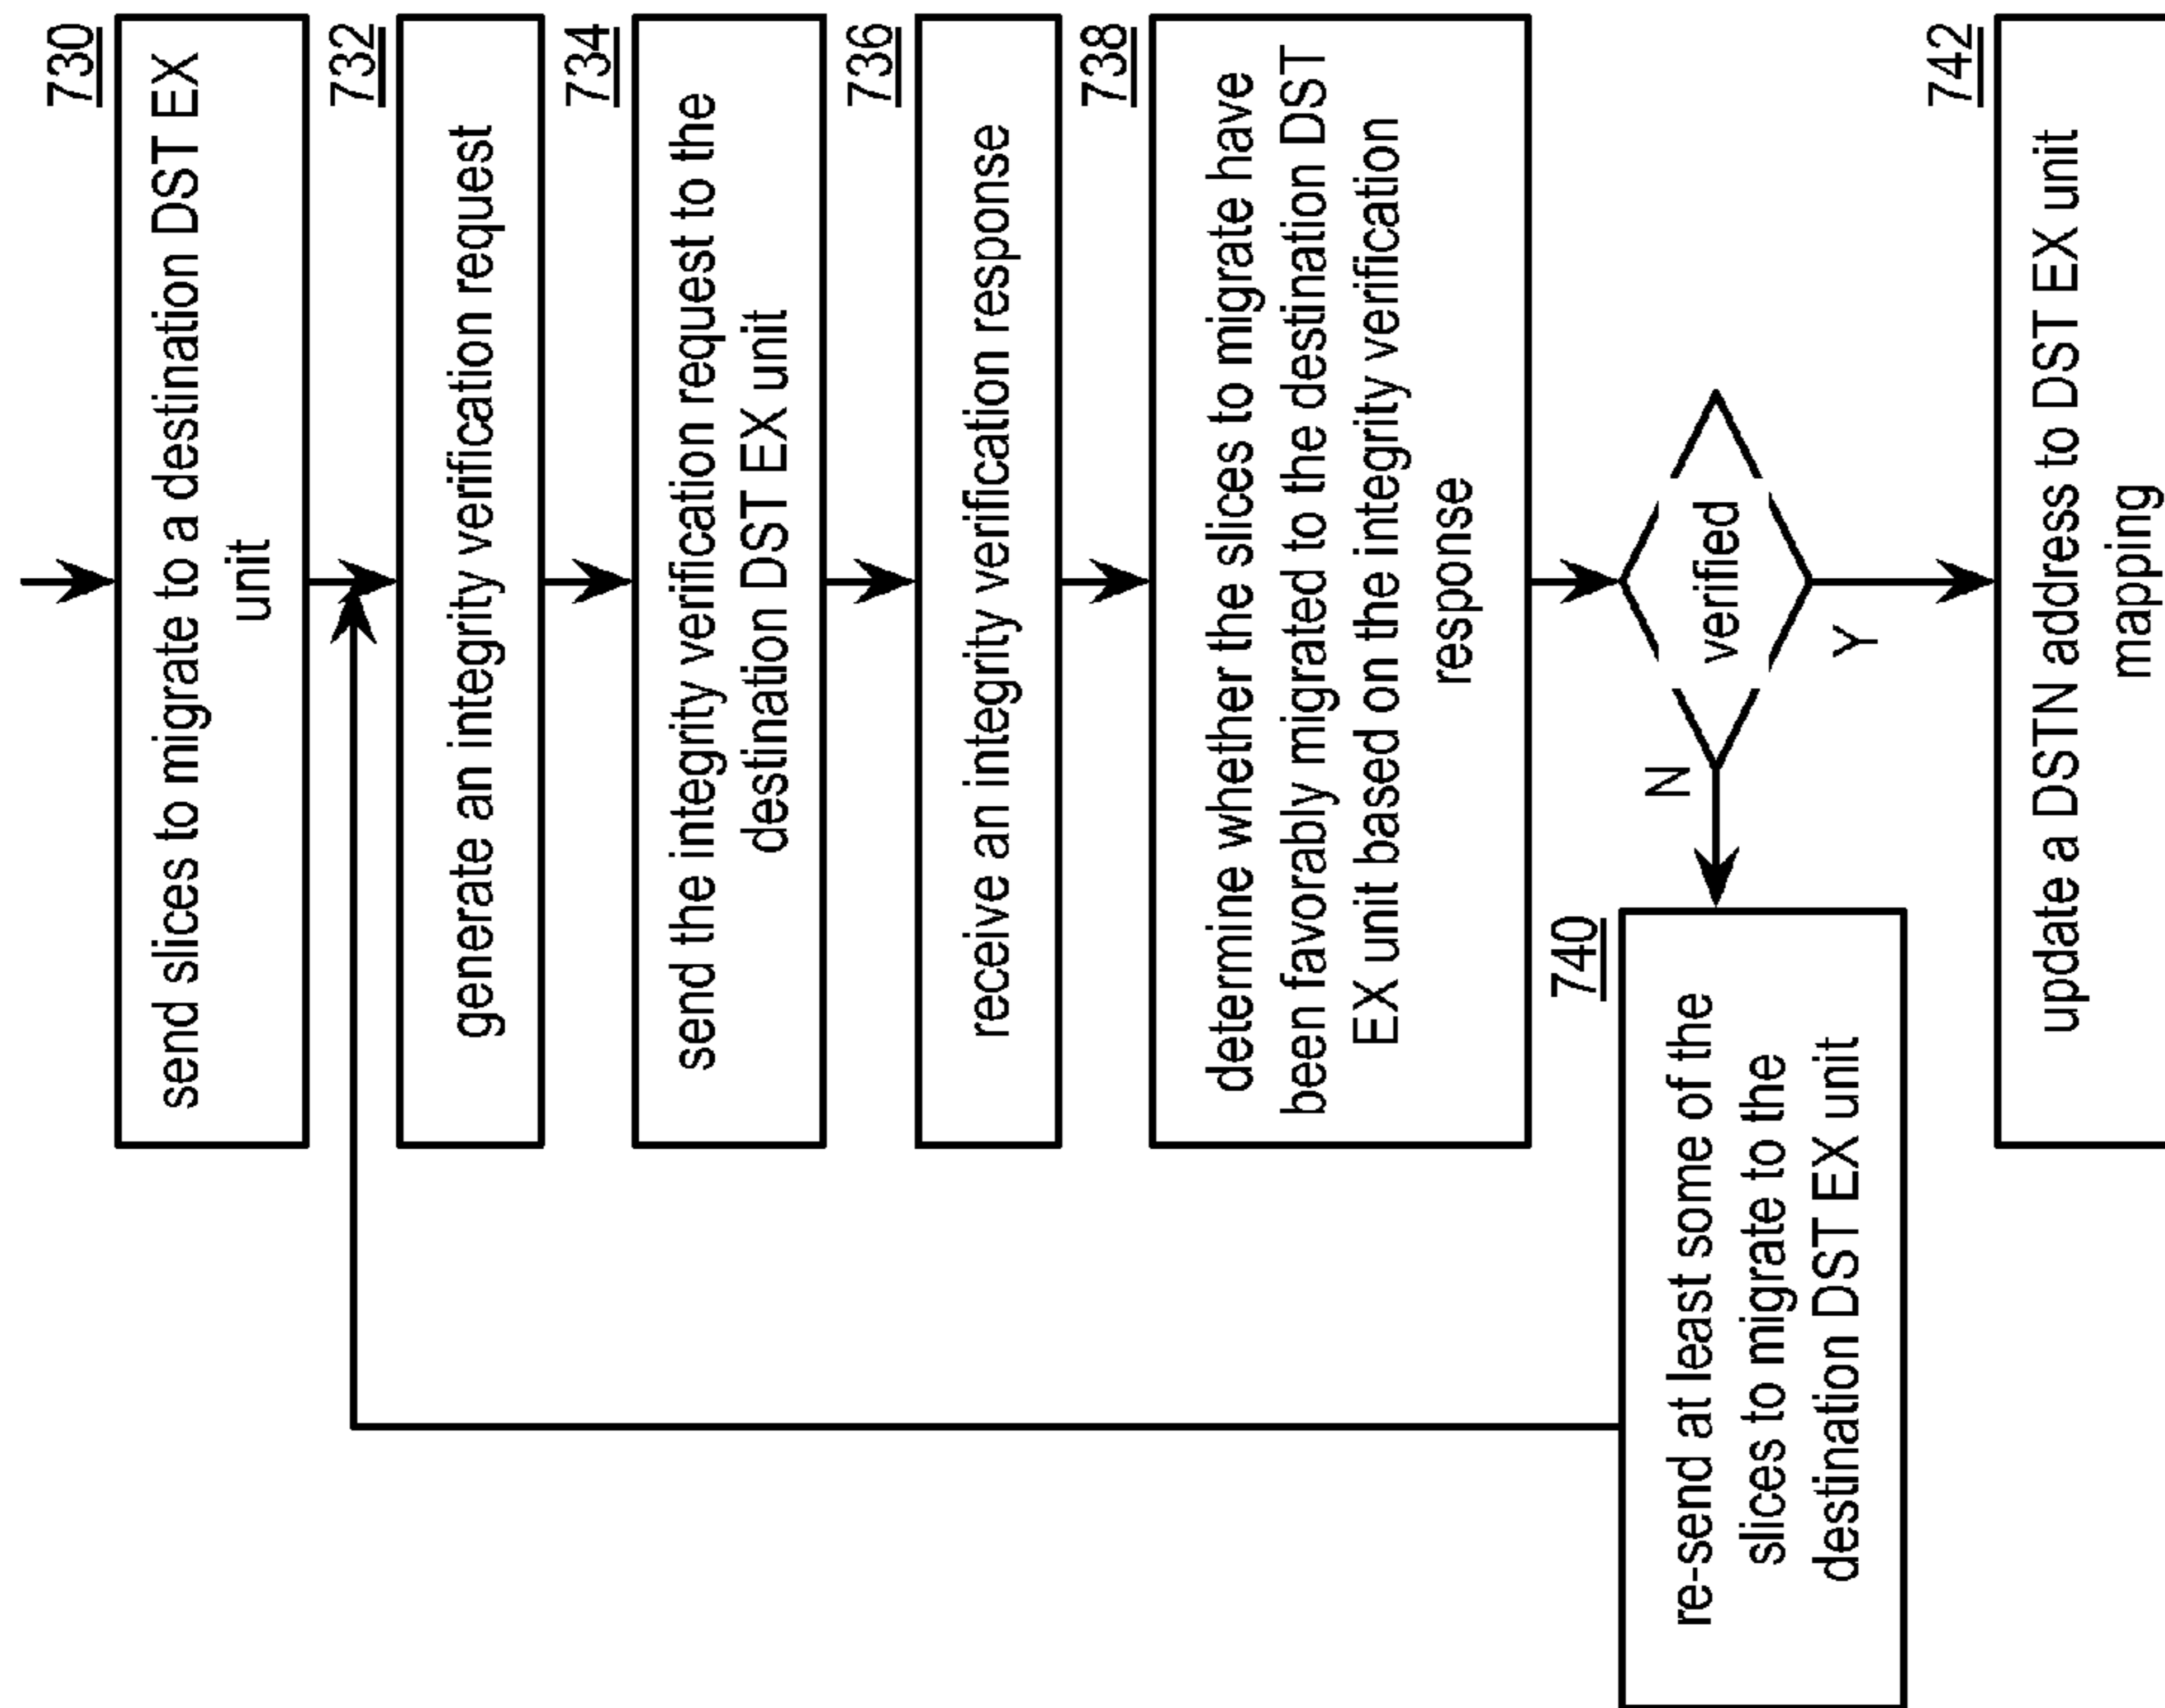 730
send slices to migrate to a destination DST EX
unit
732
generate an integrity verification request
734
send the integrity verification request to the
destination DST EX unit
736
receive an integrity verification response
738
determine whether the slices to migrate have
been favorably migrated to the destination DST
EX unit based on the integrity verification
response
verified
N
Y
740
re-send at least some of the
slices to migrate to the
destination DST EX unit
742
update a DSTN address to DST EX unit
mapping